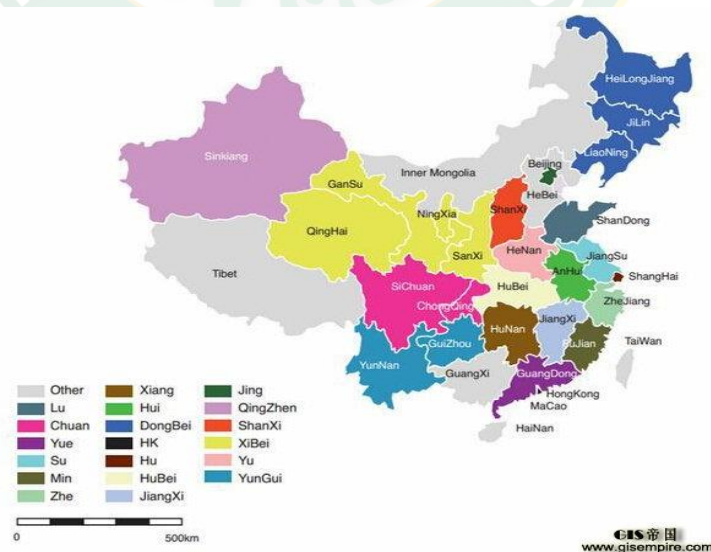 HeiLongJiang
JiLin
LiaoNing
Sinkiang
Inner Mongolia
Beijing
GanSu
HeBei
NingXia
ShanXi
ShanDong
QingHai
HeNan
SanXi
JiangSu
Tibet
AnHui
ShangHai
SiChuan
HuBei
ChongQing
ZheJiang
JiangXi
HuNan
TaiWan
GuiZhou
FuJian
YunNan
GuangXi
GuangDong
HongKong
MaCao
HaiNan
Other
Lu
Chuan
Yue
Su
Min
Zhe
Xiang
Hui
DongBei
HK
Hu
HuBei
JiangXi
Jing
QingZhen
ShanXi
XiBei
Yu
YunGui
0 500km
GIS帝国
www.gisempire.com